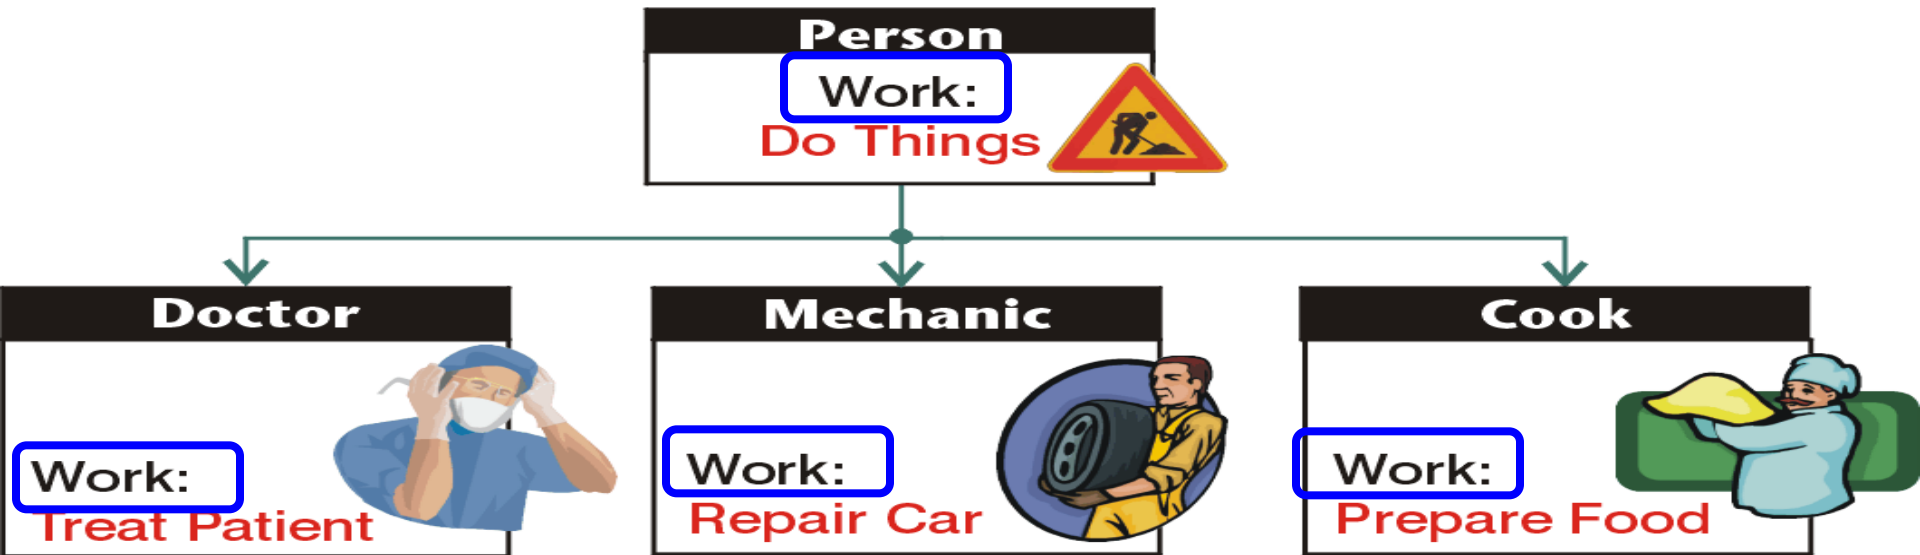 Person
Work:
Do Things
Doctor
Work:
Treat Patient
Mechanic
Work:
Repair Car
Cook
Work:
Prepare Food